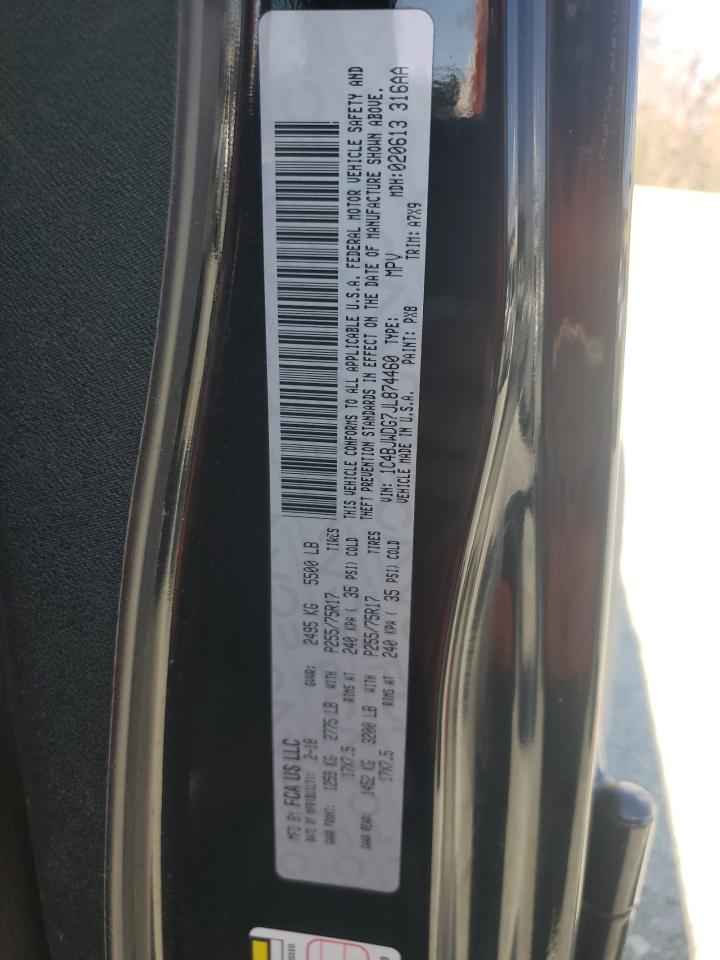 MFD BY FCA US LLC
DATE OF MFR: 2-18 GVWR: 2495 KG 5500 LB
GAWR FRONT: 1259 KG 2775 LB WITH P255/75R17 TIRES
17X7.5 RIMS AT 240 KPA ( 35 PSI) COLD
GAWR REAR: 1452 KG 3200 LB WITH P255/75R17 TIRES
17X7.5 RIMS AT 240 KPA ( 35 PSI) COLD
THIS VEHICLE CONFORMS TO ALL APPLICABLE U.S.A. FEDERAL MOTOR VEHICLE SAFETY AND
THEFT PREVENTION STANDARDS IN EFFECT ON THE DATE OF MANUFACTURE SHOWN ABOVE.
VIN: 1C4BJWDG7JL874460 TYPE: MPV MDH:020613 316AA
VEHICLE MADE IN U.S.A. PAINT: PX8 TRIM: A7X9